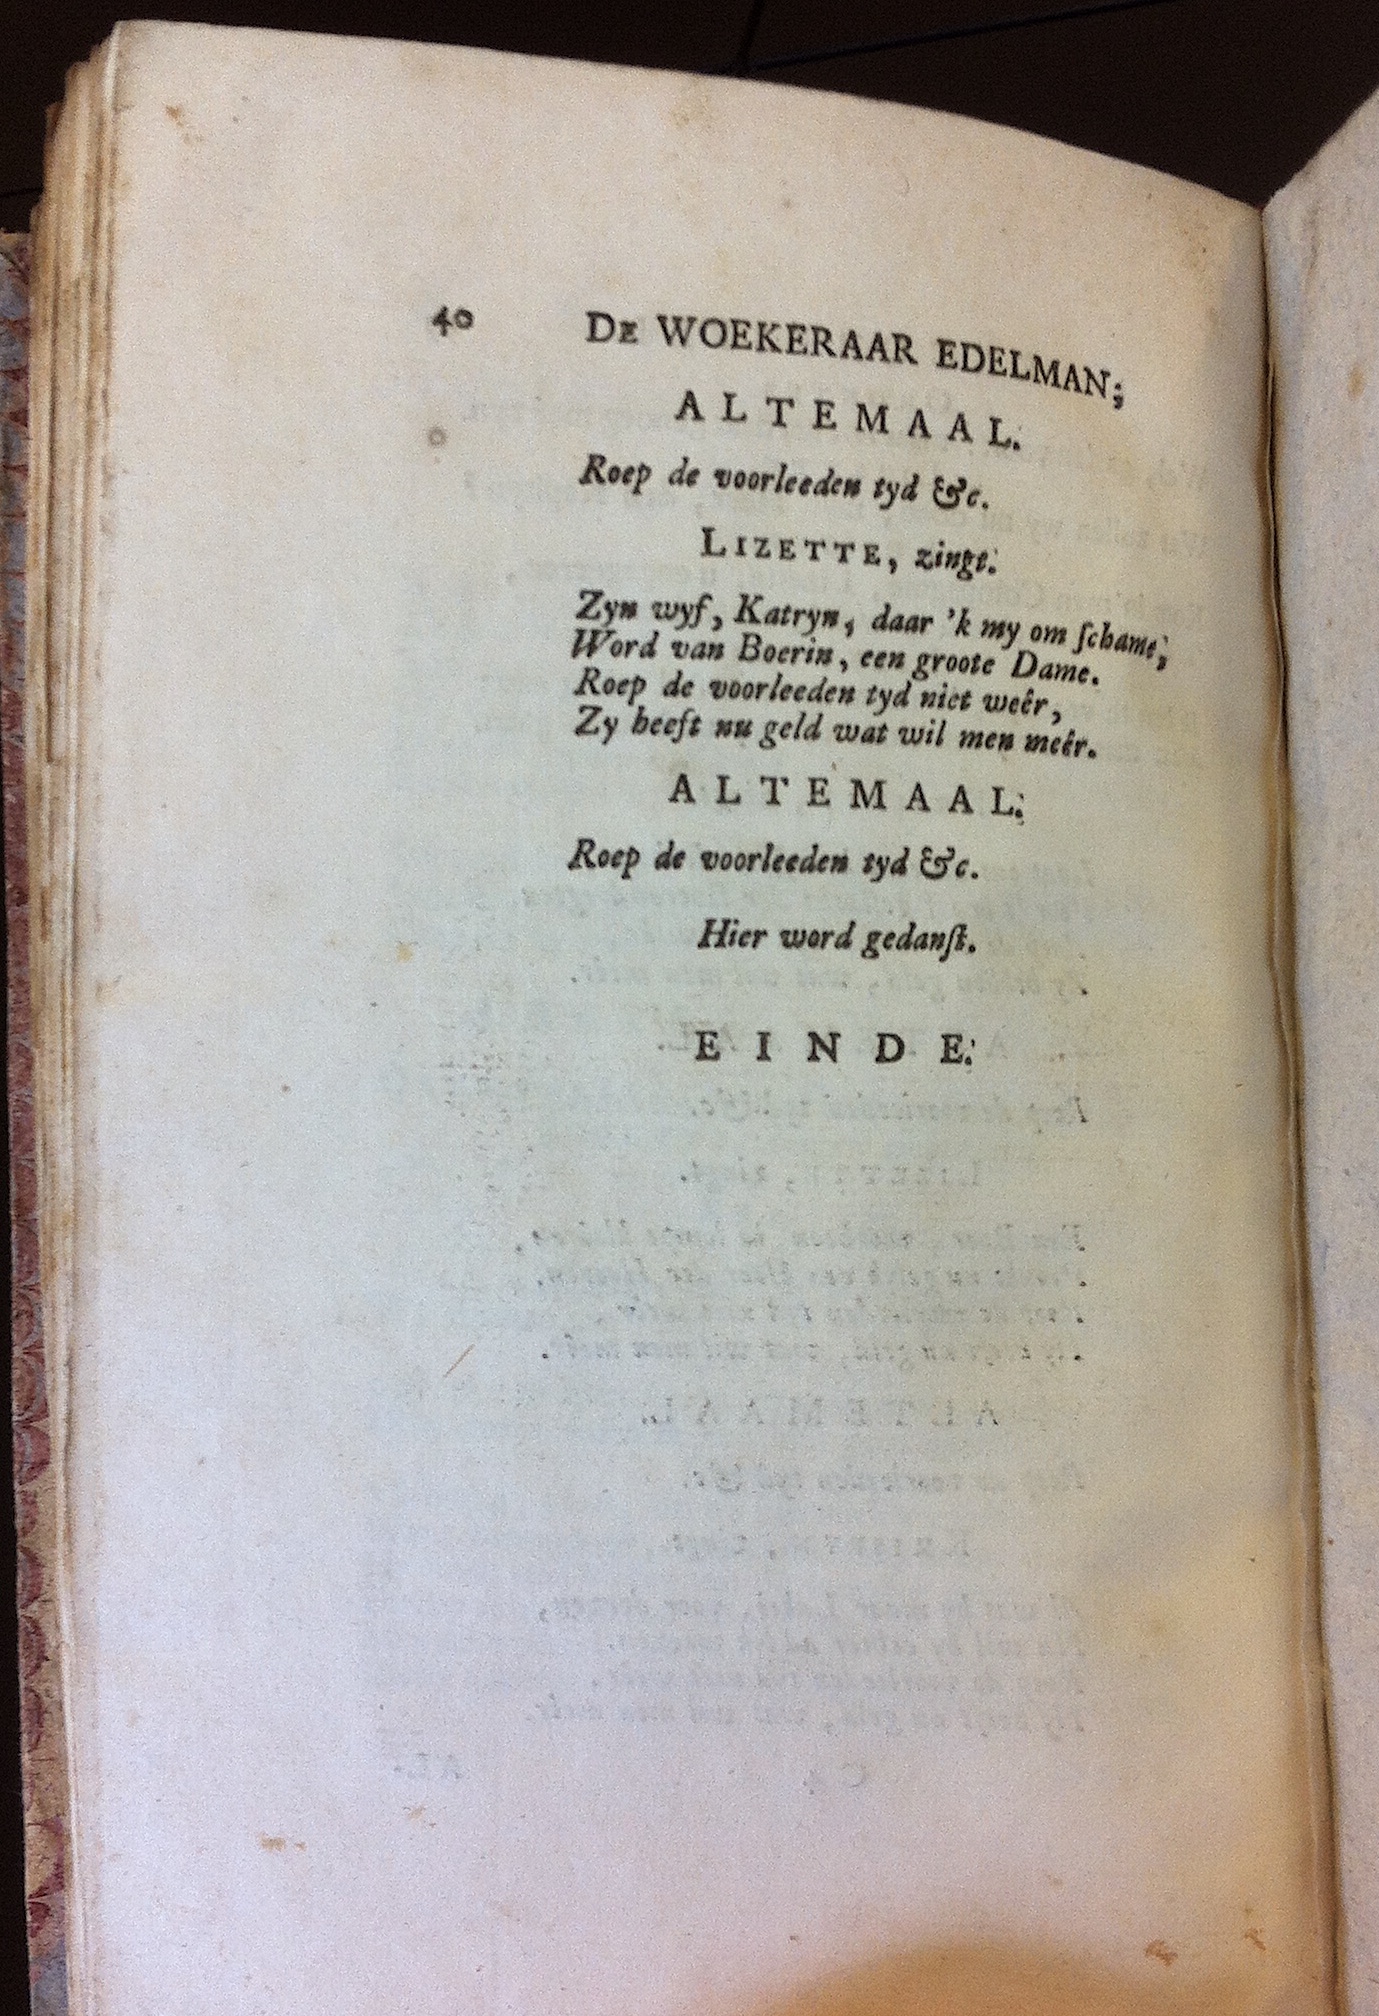 40 DE WOEKERAAR EDELMAN;
ALTEMAAL.
Roep de voorleeden tyd &c.
LIZETTE, zingt.
Zyn wyf, Katryn, daar 'k my om ſchame,
Word van Boerin, een groote Dame.
Roep de voorleeden tyd niet weêr,
Zy heeft nu geld wat wil men meêr.
ALTEMAAL.
Roep de voorleeden tyd &c.
Hier word gedanſt.
EINDE.